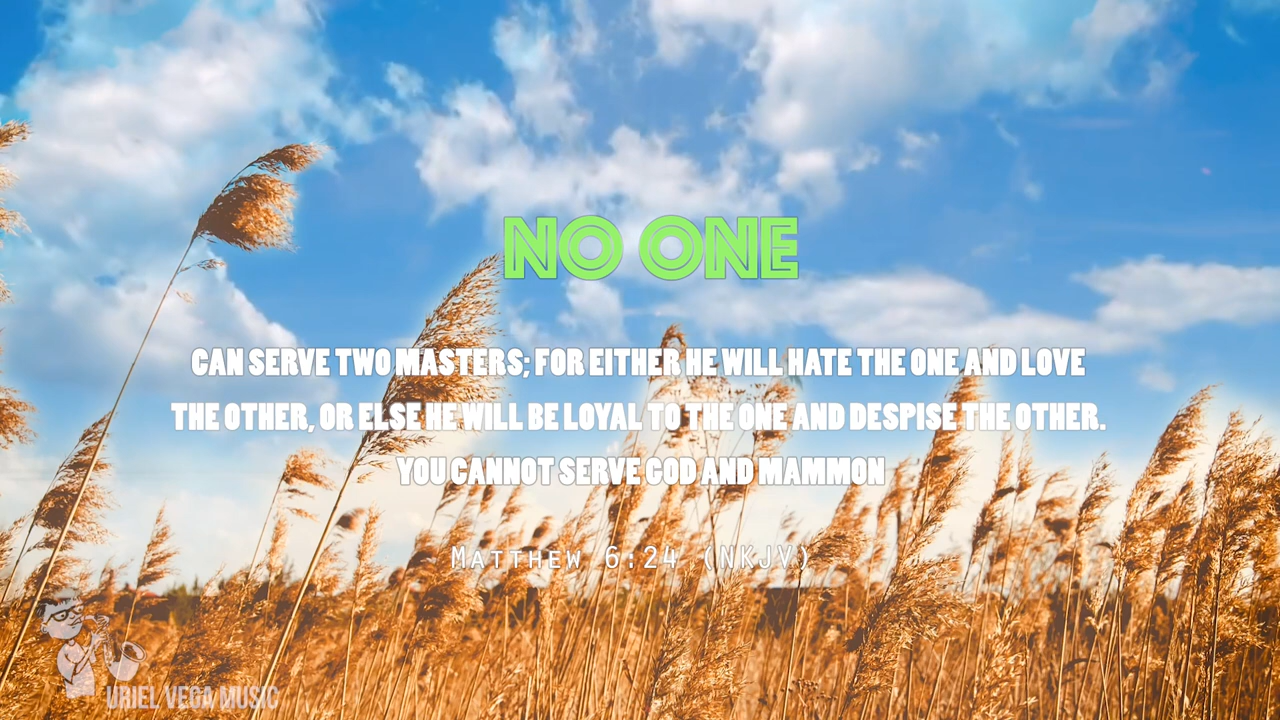 NO ONE
CAN SERVE TWO MASTERS; FOR EITHER HE WILL HATE THE ONE AND LOVE
THE OTHER, OR ELSE HE WILL BE LOYAL TO THE ONE AND DESPISE THE OTHER.
YOU CANNOT SERVE GOD AND MAMMON
Matthew 6:24 (NKJV)
URIEL VEGA MUSIC